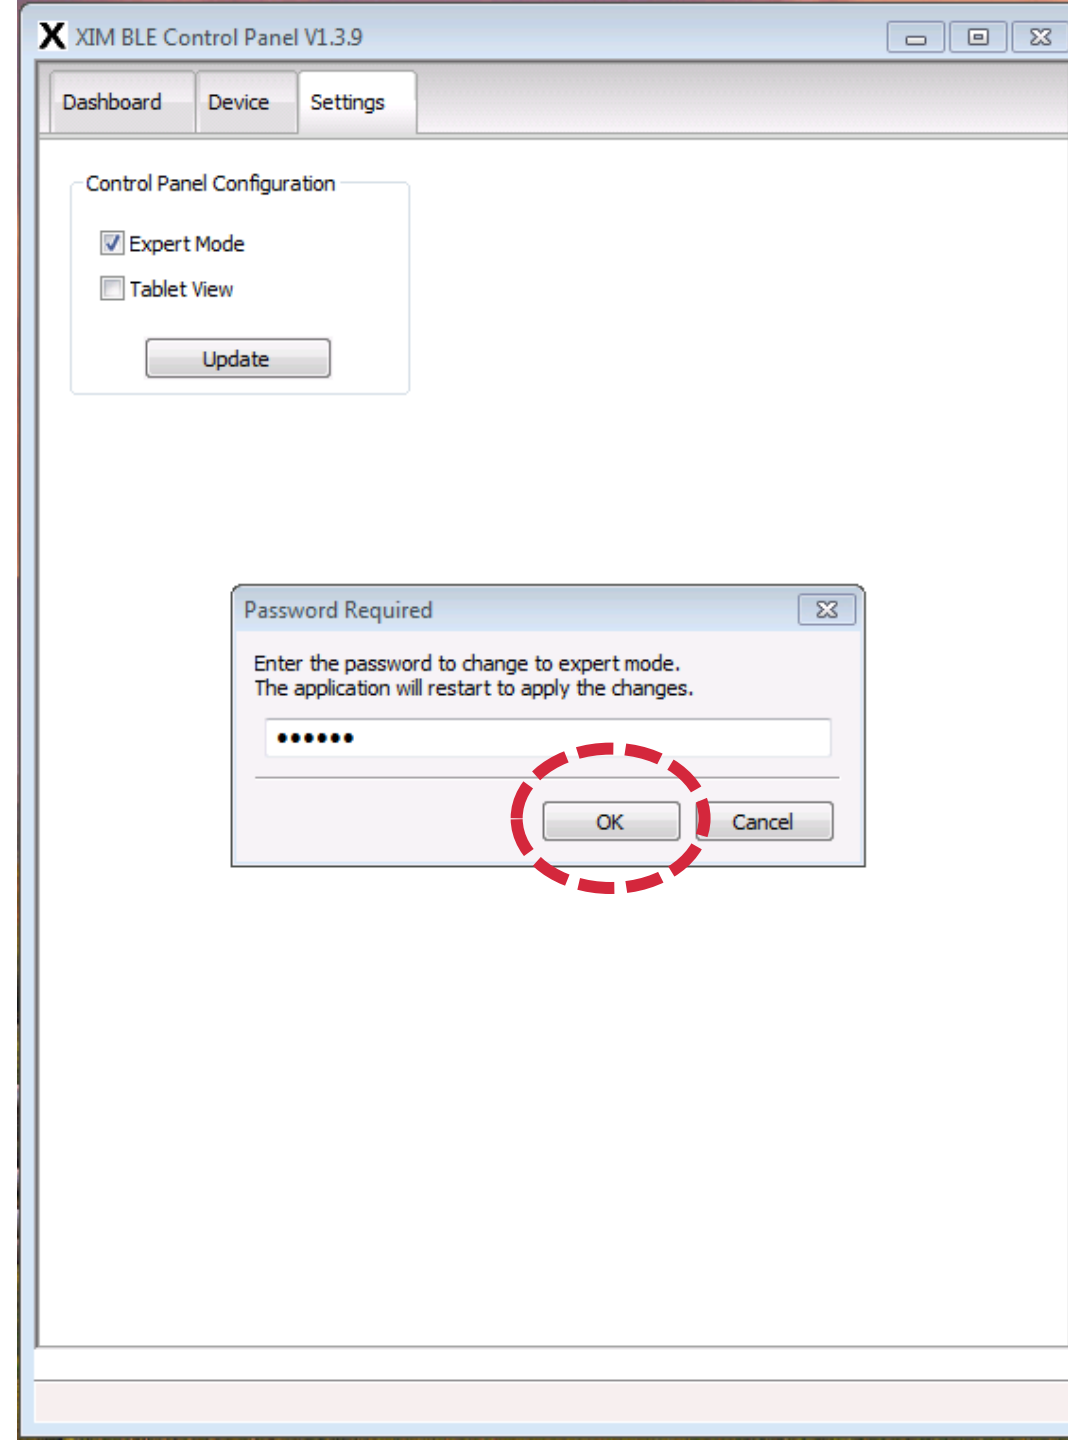 X XIM BLE Control Panel V1.3.9
Dashboard Device Settings
Control Panel Configuration
Expert Mode
Tablet View
Update
Password Required
Enter the password to change to expert mode.
The application will restart to apply the changes.
••••••
OK Cancel